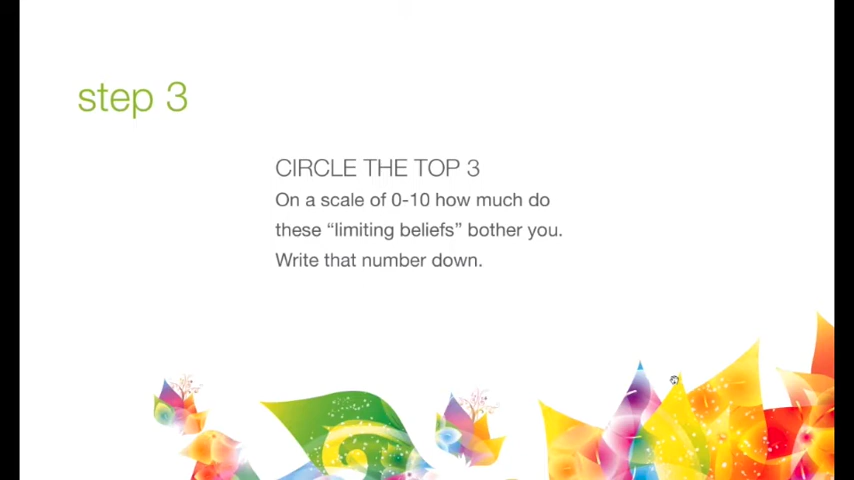 step 3
CIRCLE THE TOP 3
On a scale of 0-10 how much do
these “limiting beliefs” bother you.
Write that number down.